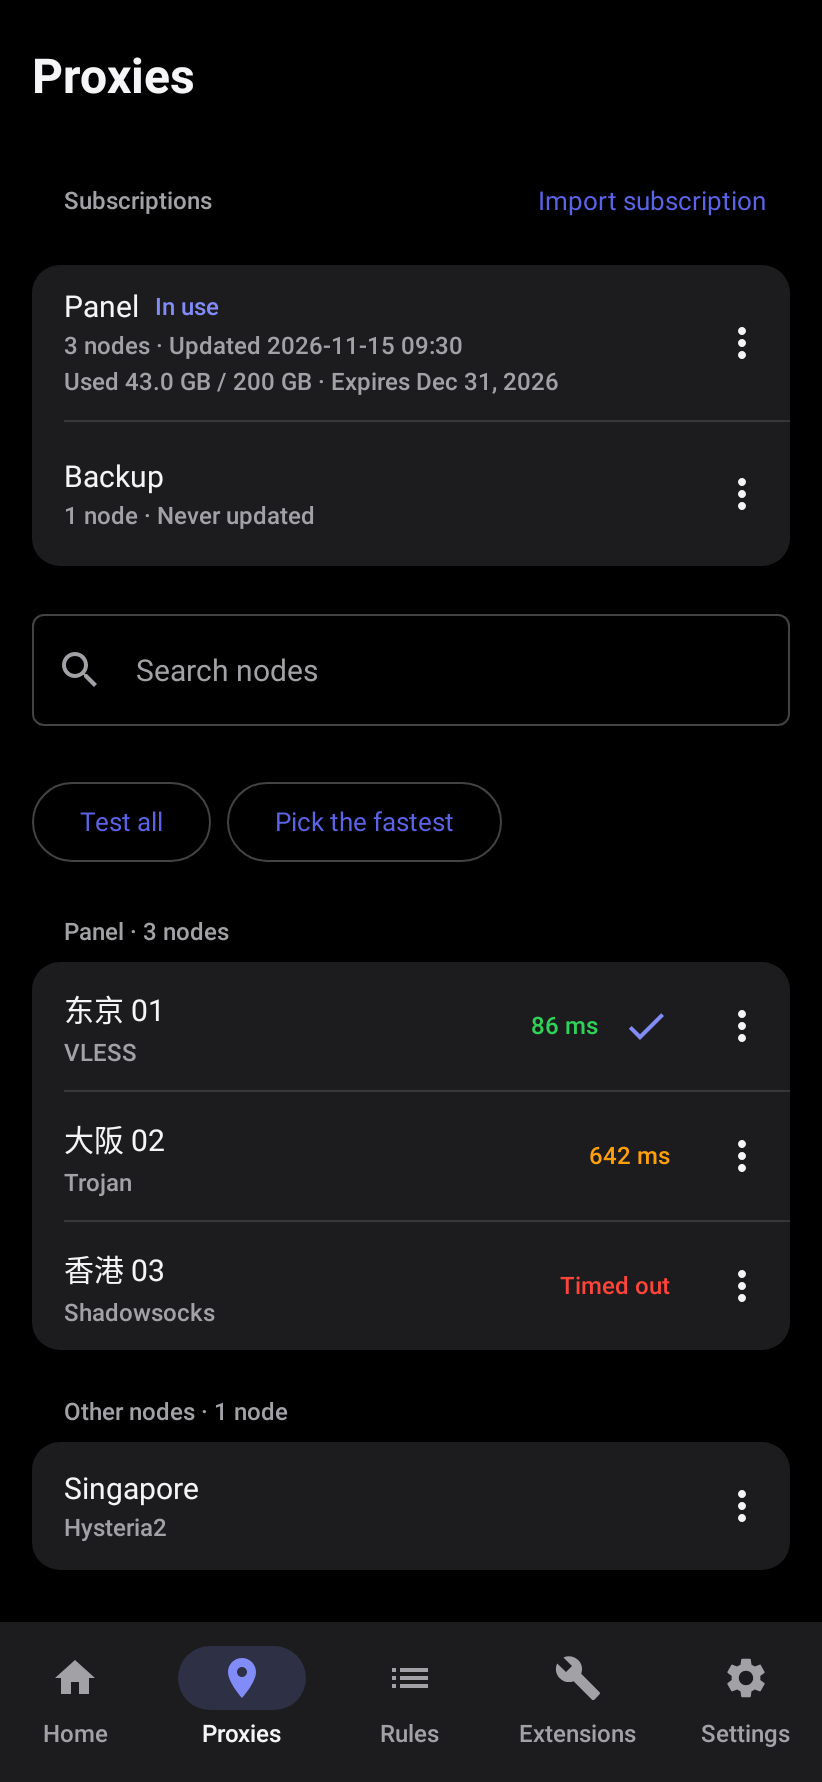 Proxies
Subscriptions
Import subscription
Panel In use
3 nodes · Updated 2026-11-15 09:30
Used 43.0 GB / 200 GB · Expires Dec 31, 2026
Backup
1 node · Never updated
Search nodes
Test all
Pick the fastest
Panel · 3 nodes
东京 01
VLESS
86 ms
大阪 02
Trojan
642 ms
香港 03
Shadowsocks
Timed out
Other nodes · 1 node
Singapore
Hysteria2
Home
Proxies
Rules
Extensions
Settings